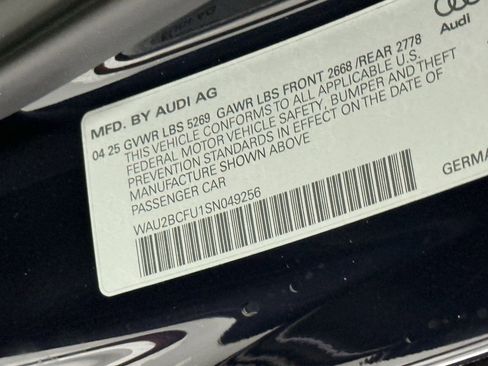 Audi
MFD. BY AUDI AG
04 25 GVWR LBS 5269 GAWR LBS FRONT 2668 /REAR 2778
THIS VEHICLE CONFORMS TO ALL APPLICABLE U.S.
FEDERAL MOTOR VEHICLE SAFETY, BUMPER AND THEFT
PREVENTION STANDARDS IN EFFECT ON THE DATE OF
MANUFACTURE SHOWN ABOVE
PASSENGER CAR
GERMA
WAU2BCFU1SN049256